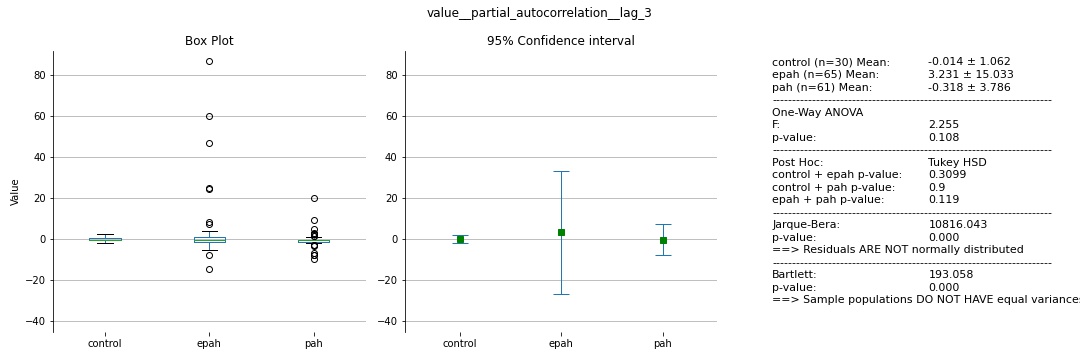 value__partial_autocorrelation__lag_3
Box Plot
Value
80
60
40
20
0
−20
−40
control
epah
pah
95% Confidence interval
80
60
40
20
0
−20
−40
control
epah
pah
control (n=30) Mean: -0.014 ± 1.062
epah (n=65) Mean: 3.231 ± 15.033
pah (n=61) Mean: -0.318 ± 3.786
One-Way ANOVA
F: 2.255
p-value: 0.108
Post Hoc: Tukey HSD
control + epah p-value: 0.3099
control + pah p-value: 0.9
epah + pah p-value: 0.119
Jarque-Bera: 10816.043
p-value: 0.000
==> Residuals ARE NOT normally distributed
Bartlett: 193.058
p-value: 0.000
==> Sample populations DO NOT HAVE equal variances